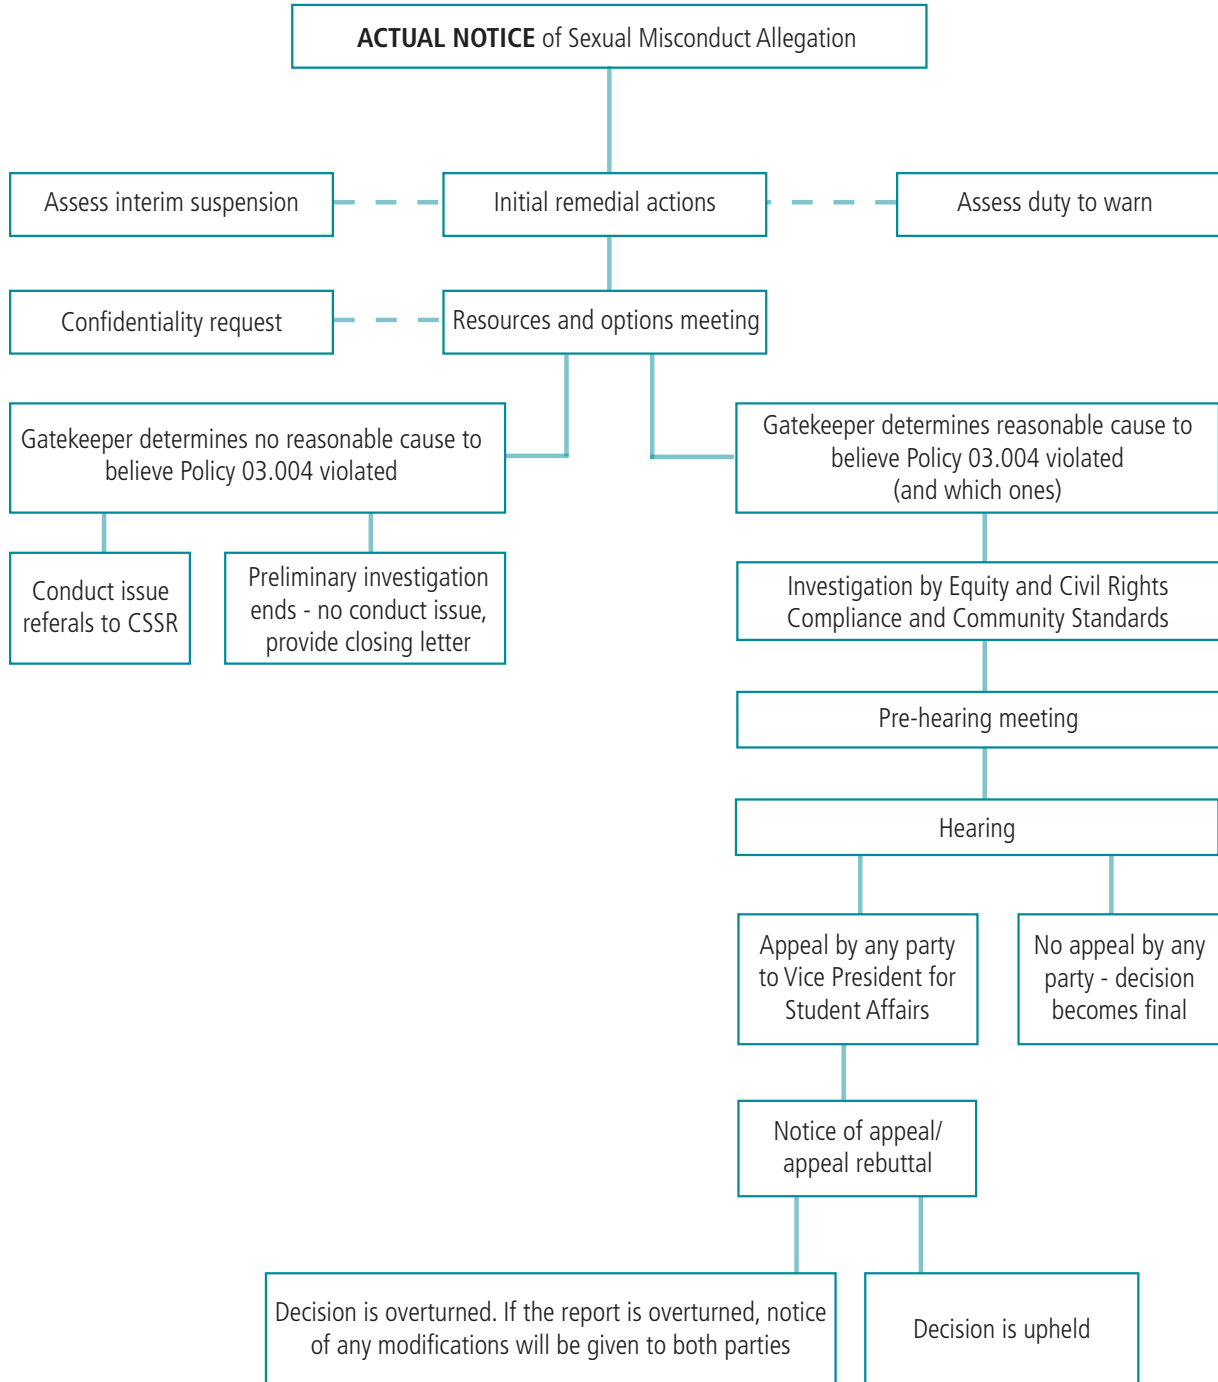 ACTUAL NOTICE of Sexual Misconduct Allegation
Assess interim suspension
Initial remedial actions
Assess duty to warn
Confidentiality request
Resources and options meeting
Gatekeeper determines no reasonable cause to
believe Policy 03.004 violated
Gatekeeper determines reasonable cause to
believe Policy 03.004 violated
(and which ones)
Conduct issue
referals to CSSR
Preliminary investigation
ends - no conduct issue,
provide closing letter
Investigation by Equity and Civil Rights
Compliance and Community Standards
Pre-hearing meeting
Hearing
Appeal by any party
to Vice President for
Student Affairs
No appeal by any
party - decision
becomes final
Notice of appeal/
appeal rebuttal
Decision is overturned. If the report is overturned, notice
of any modifications will be given to both parties
Decision is upheld